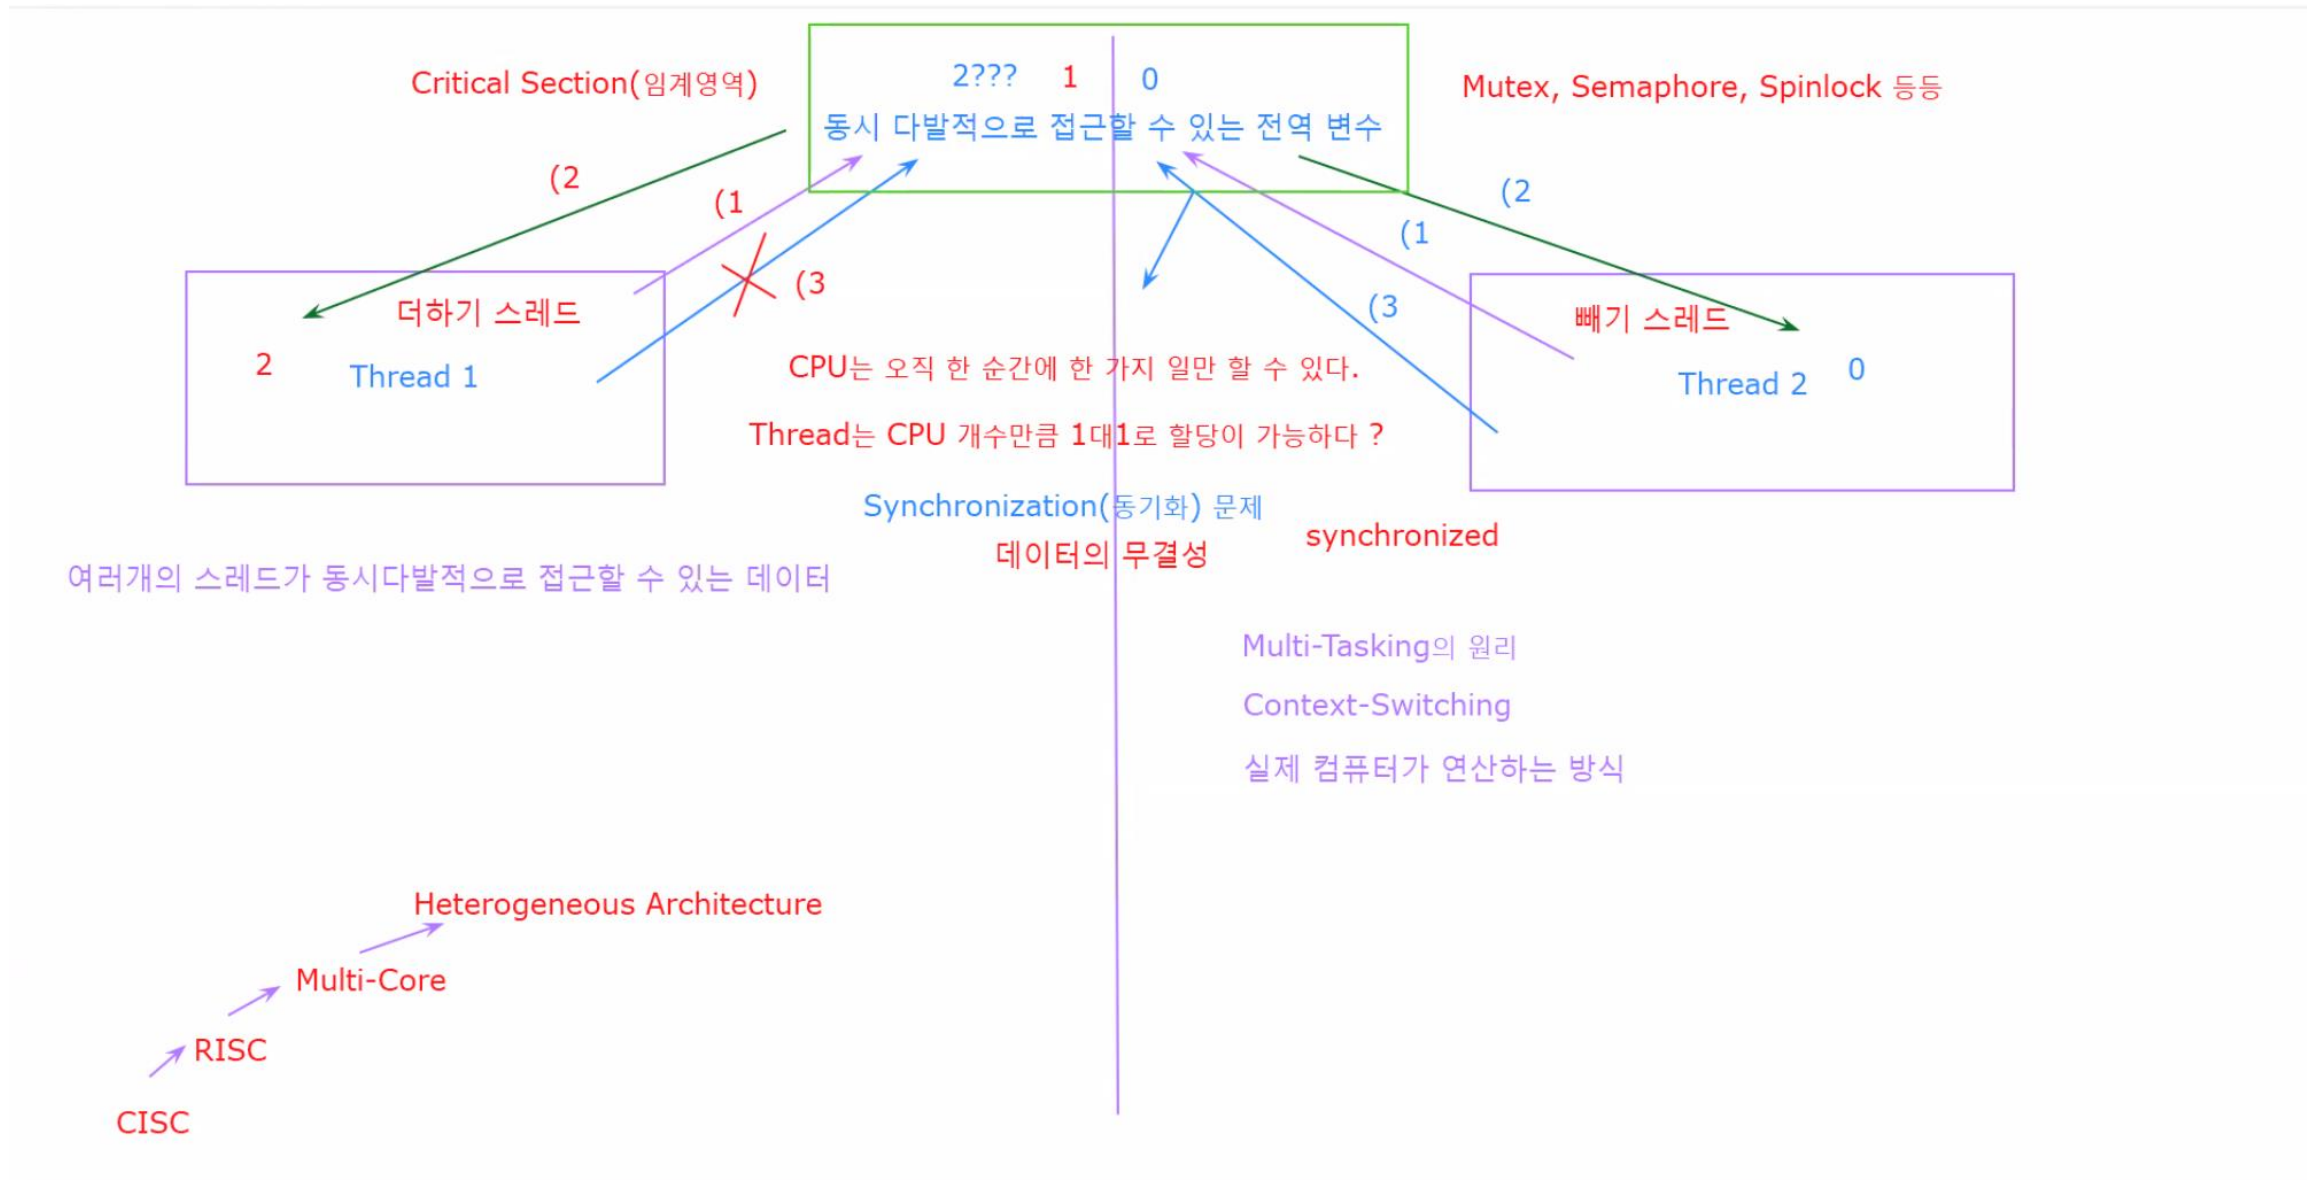 2??? 1 0
Critical Section(임계영역)
Mutex, Semaphore, Spinlock 등등
동시 다발적으로 접근할 수 있는 전역 변수
(2
(1
(3
(2
(1
(3
더하기 스레드
2
Thread 1
빼기 스레드
Thread 2
0
CPU는 오직 한 순간에 한 가지 일만 할 수 있다.
Thread는 CPU 개수만큼 1대1로 할당이 가능하다 ?
Synchronization(동기화) 문제
데이터의 무결성
synchronized
여러개의 스레드가 동시다발적으로 접근할 수 있는 데이터
Multi-Tasking의 원리
Context-Switching
실제 컴퓨터가 연산하는 방식
Heterogeneous Architecture
Multi-Core
RISC
CISC